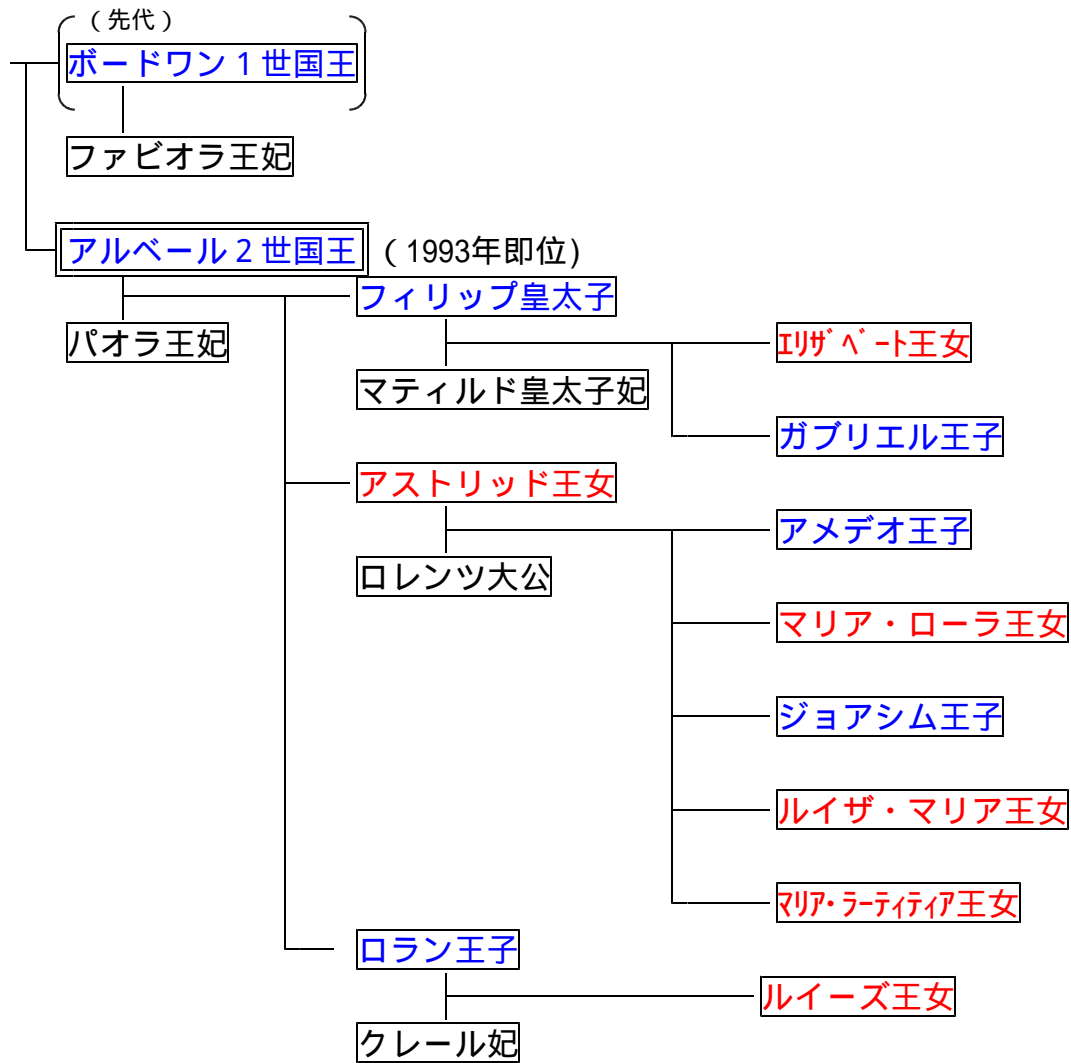 (先代)
ボードワン1世国王
ファビオラ王妃
アルベール2世国王 (1993年即位)
フィリップ皇太子
パオラ王妃
ｴﾘｻﾞﾍﾞｰﾄ王女
マティルド皇太子妃
ガブリエル王子
アストリッド王女
アメデオ王子
ロレンツ大公
マリア・ローラ王女
ジョアシム王子
ルイザ・マリア王女
ﾏﾘｱ･ﾗｰﾃｨﾃｨｱ王女
ロラン王子
ルイーズ王女
クレール妃